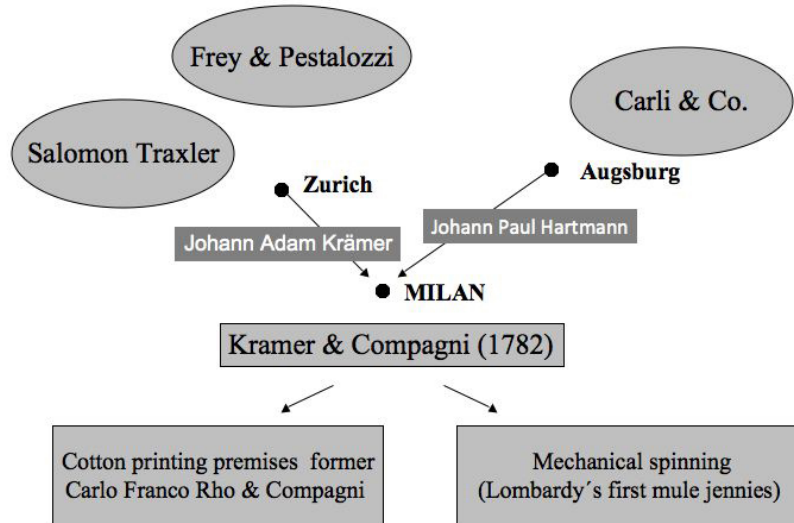 Frey & Pestalozzi
Carli & Co.
Salomon Traxler
Zurich
Augsburg
Johann Adam Krämer
Johann Paul Hartmann
MILAN
Kramer & Compagni (1782)
Cotton printing premises former
Carlo Franco Rho & Compagni
Mechanical spinning
(Lombardy´s first mule jennies)